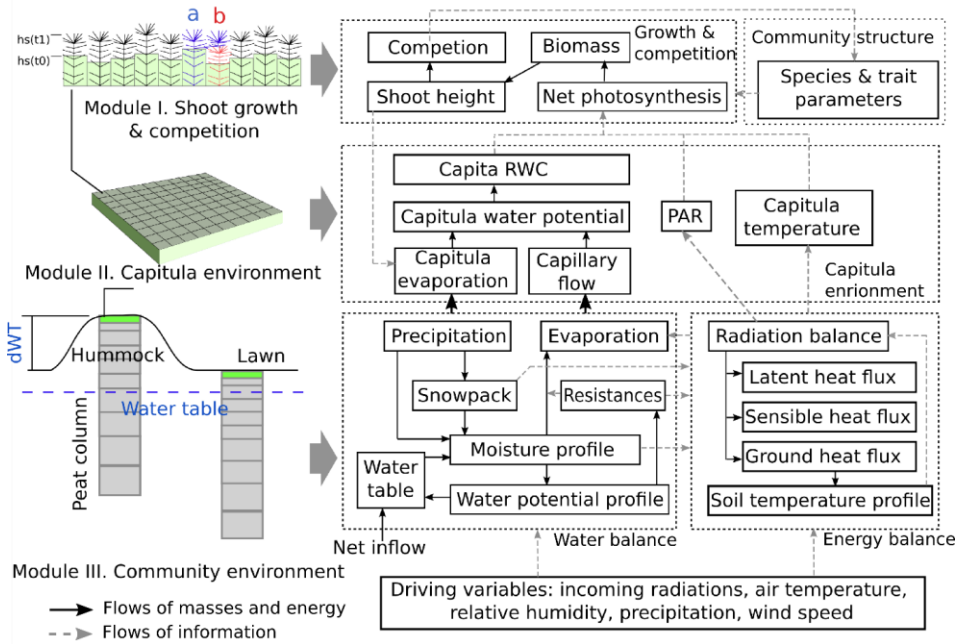 a
b
hs(t1)
hs(t0)
Module I. Shoot growth
& competition
Module II. Capitula environment
dWT
Hummock
Lawn
Water table
Peat column
Module III. Community environment
Flows of masses and energy
Flows of information
Competion
Biomass
Growth &
competition
Shoot height
Net photosynthesis
Community
structure
Species & trait
parameters
Capita RWC
Capitula water potential
PAR
Capitula
temperature
Capitula
evaporation
Capillary
flow
Capitula
enrionment
Precipitation
Evaporation
Snowpack
Resistances
Moisture profile
Water
table
Water potential profile
Net inflow
Water balance
Radiation balance
Latent heat flux
Sensible heat flux
Ground heat flux
Soil temperature profile
Energy balance
Driving variables: incoming radiations, air temperature,
relative humidity, precipitation, wind speed